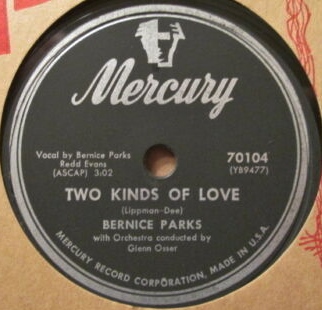 Mercury
Vocal by Bernice Parks
Redd Evans
(ASCAP) 3:02
70104
(YB9477)
TWO KINDS OF LOVE
(Lippman-Dee)
BERNICE PARKS
with Orchestra conducted by
Glenn Osser
MERCURY RECORD CORPORATION, MADE IN U.S.A.